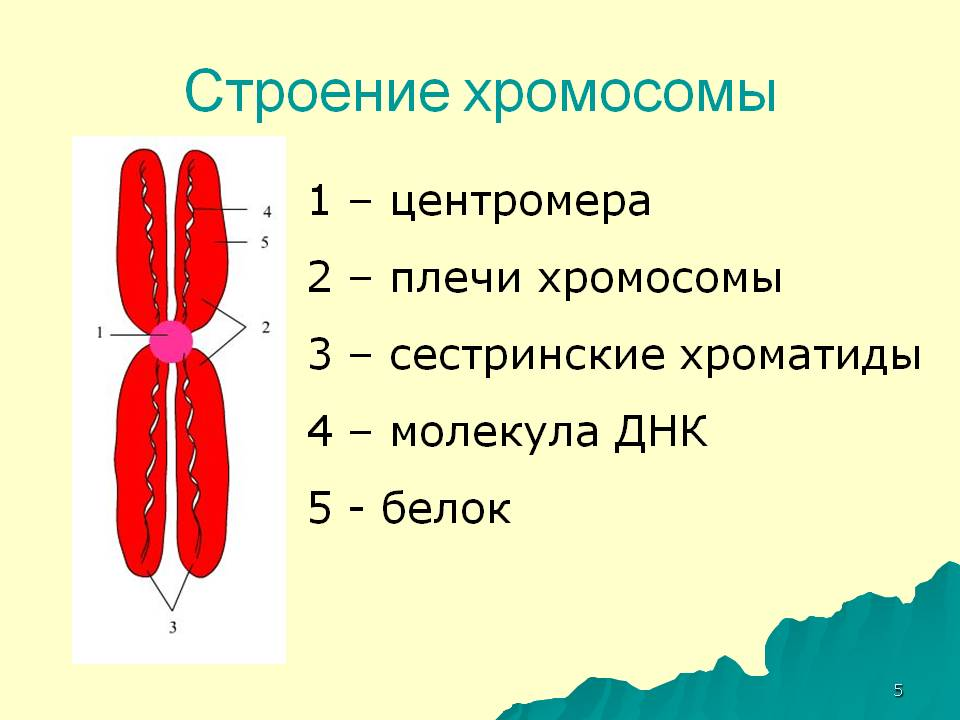 Строение хромосомы
4
5
1
2
3
1 – центромера
2 – плечи хромосомы
3 – сестринские хроматиды
4 – молекула ДНК
5 - белок
5